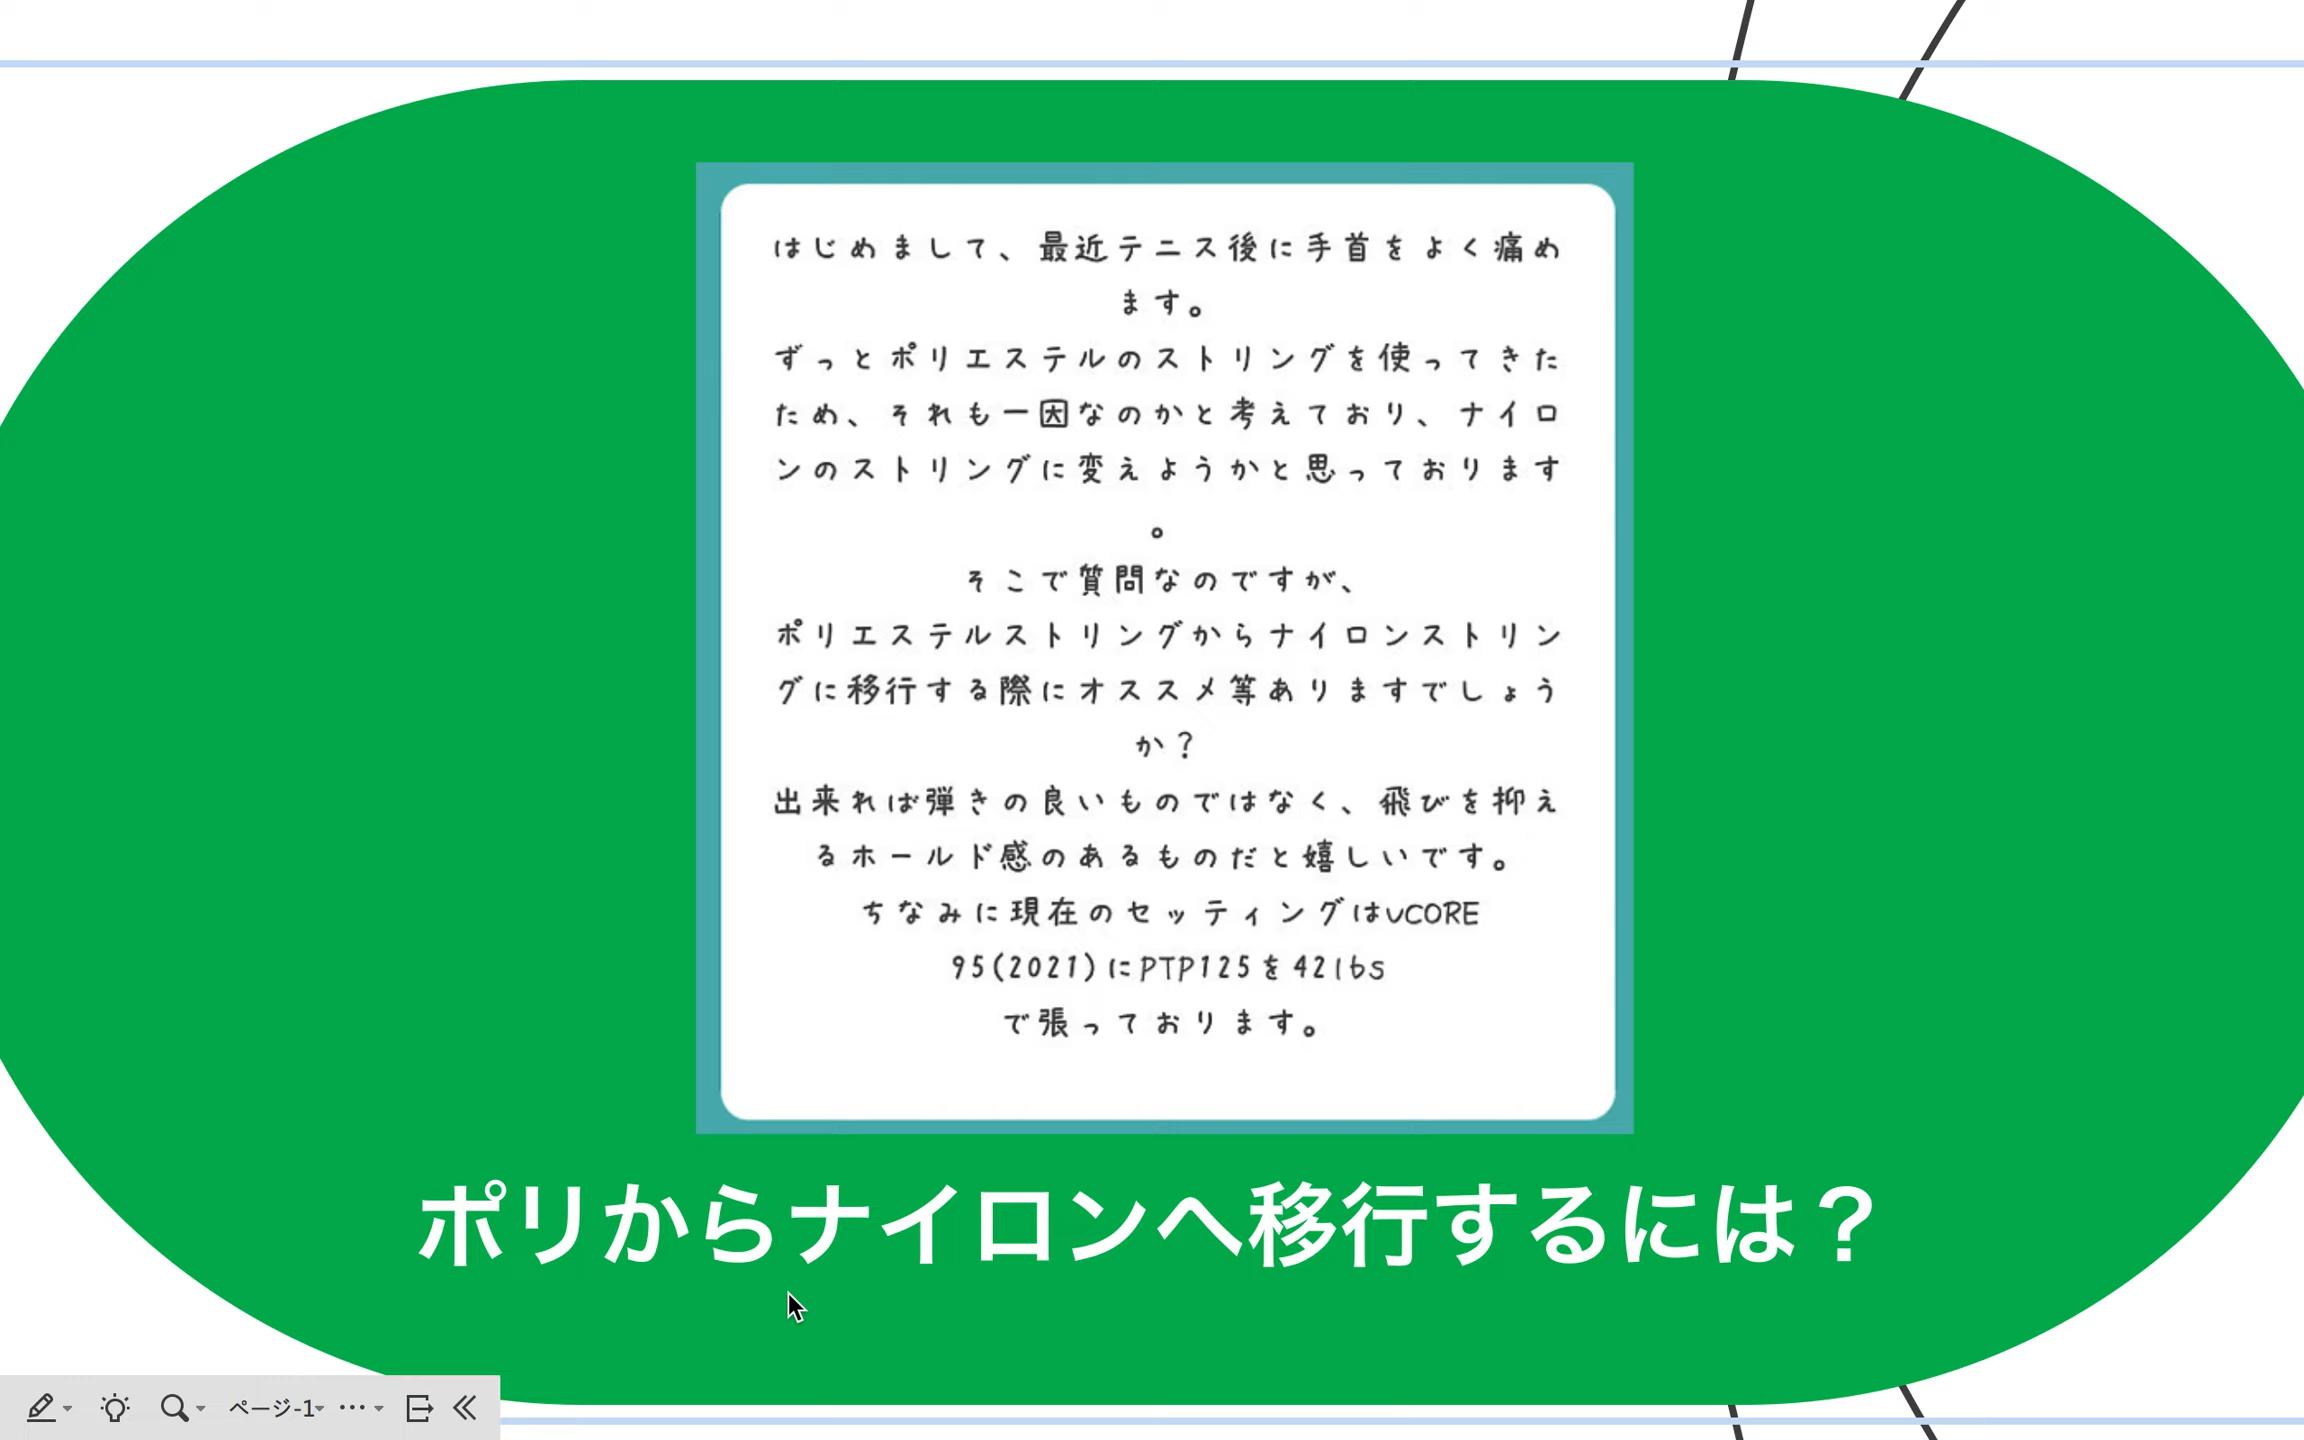 はじめまして、最近テニス後に手首をよく痛め
ます。
ずっとポリエステルのストリングを使ってきた
ため、それも一因なのかと考えており、ナイロ
ンのストリングに変えようかと思っております
。
そこで質問なのですが、
ポリエステルストリングからナイロンストリン
グに移行する際にオススメ等ありますでしょう
か？
出来れば弾きの良いものではなく、飛びを抑え
るホールド感のあるものだと嬉しいです。
ちなみに現在のセッティングはvCORE
95(2021)にPTP125を42lbs
で張っております。
ポリからナイロンへ移行するには？
ページ-1